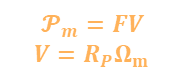 𝒫ₘ = FV
V = R_P Ωₘ